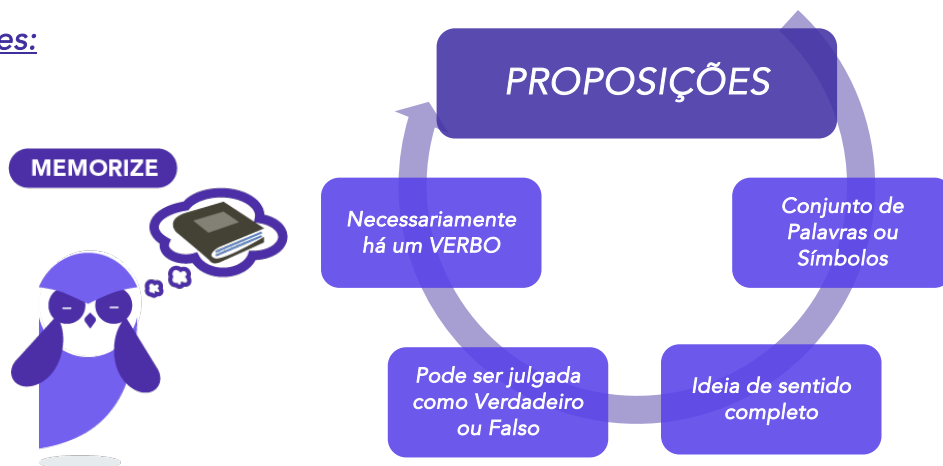 es:
MEMORIZE
PROPOSIÇÕES
Conjunto de
Palavras ou
Símbolos
Ideia de sentido
completo
Pode ser julgada
como Verdadeiro
ou Falso
Necessariamente
há um VERBO